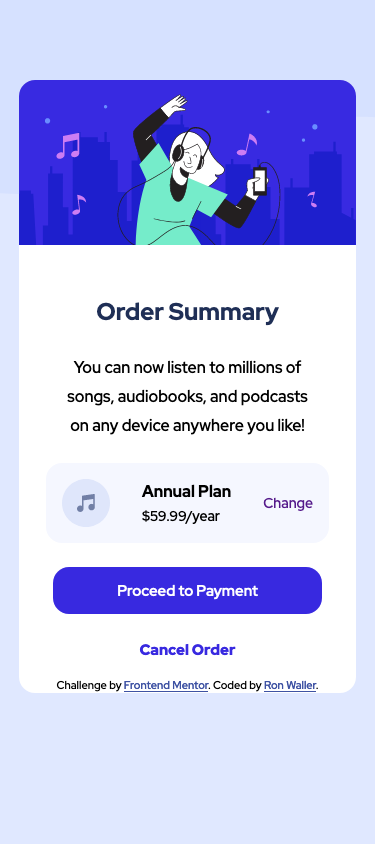 Order Summary
You can now listen to millions of
songs, audiobooks, and podcasts
on any device anywhere you like!
Annual Plan
$59.99/year
Change
Proceed to Payment
Cancel Order
Challenge by Frontend Mentor. Coded by Ron Waller.